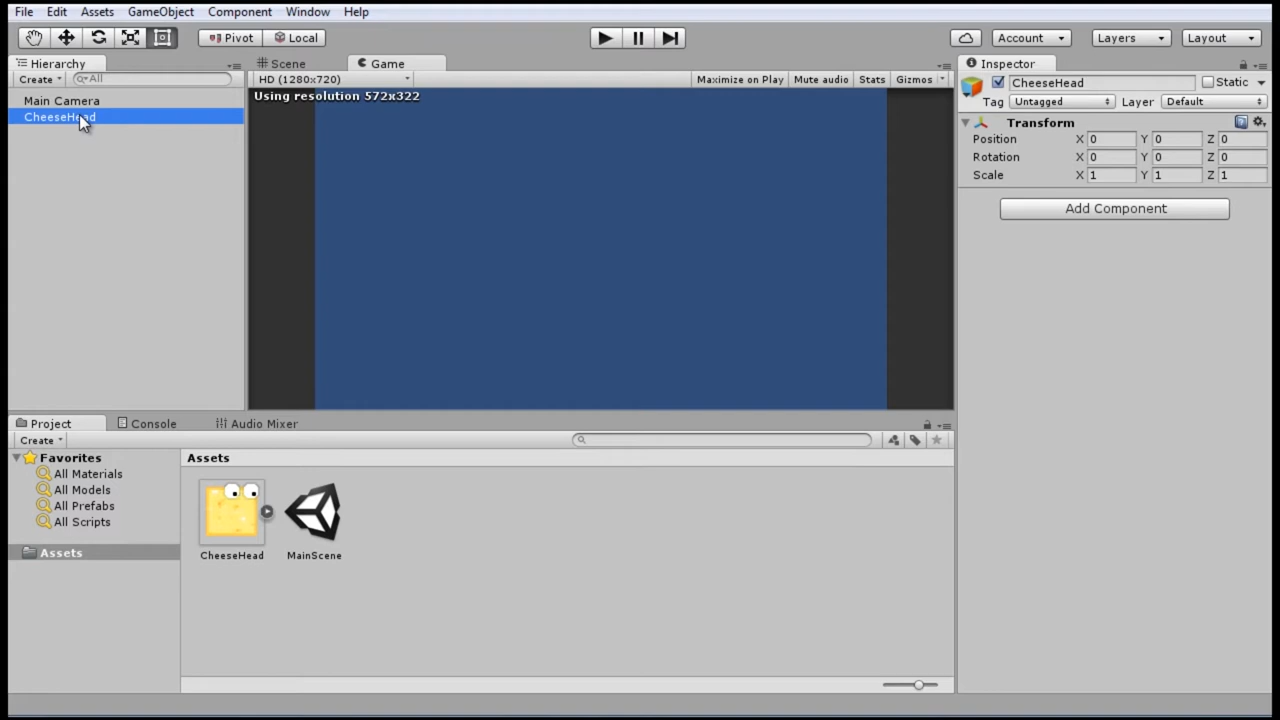 File Edit Assets GameObject Component Window Help
Pivot Local Account Layers Layout
Hierarchy
Create All
Main Camera
CheeseHead
Scene Game
HD (1280x720) Maximize on Play Mute audio Stats Gizmos
Using resolution 572x322
Inspector
CheeseHead Static
Tag Untagged Layer Default
Transform
Position X 0 Y 0 Z 0
Rotation X 0 Y 0 Z 0
Scale X 1 Y 1 Z 1
Add Component
Project Console Audio Mixer
Create
Favorites
All Materials
All Models
All Prefabs
All Scripts
Assets
Assets
CheeseHead MainScene